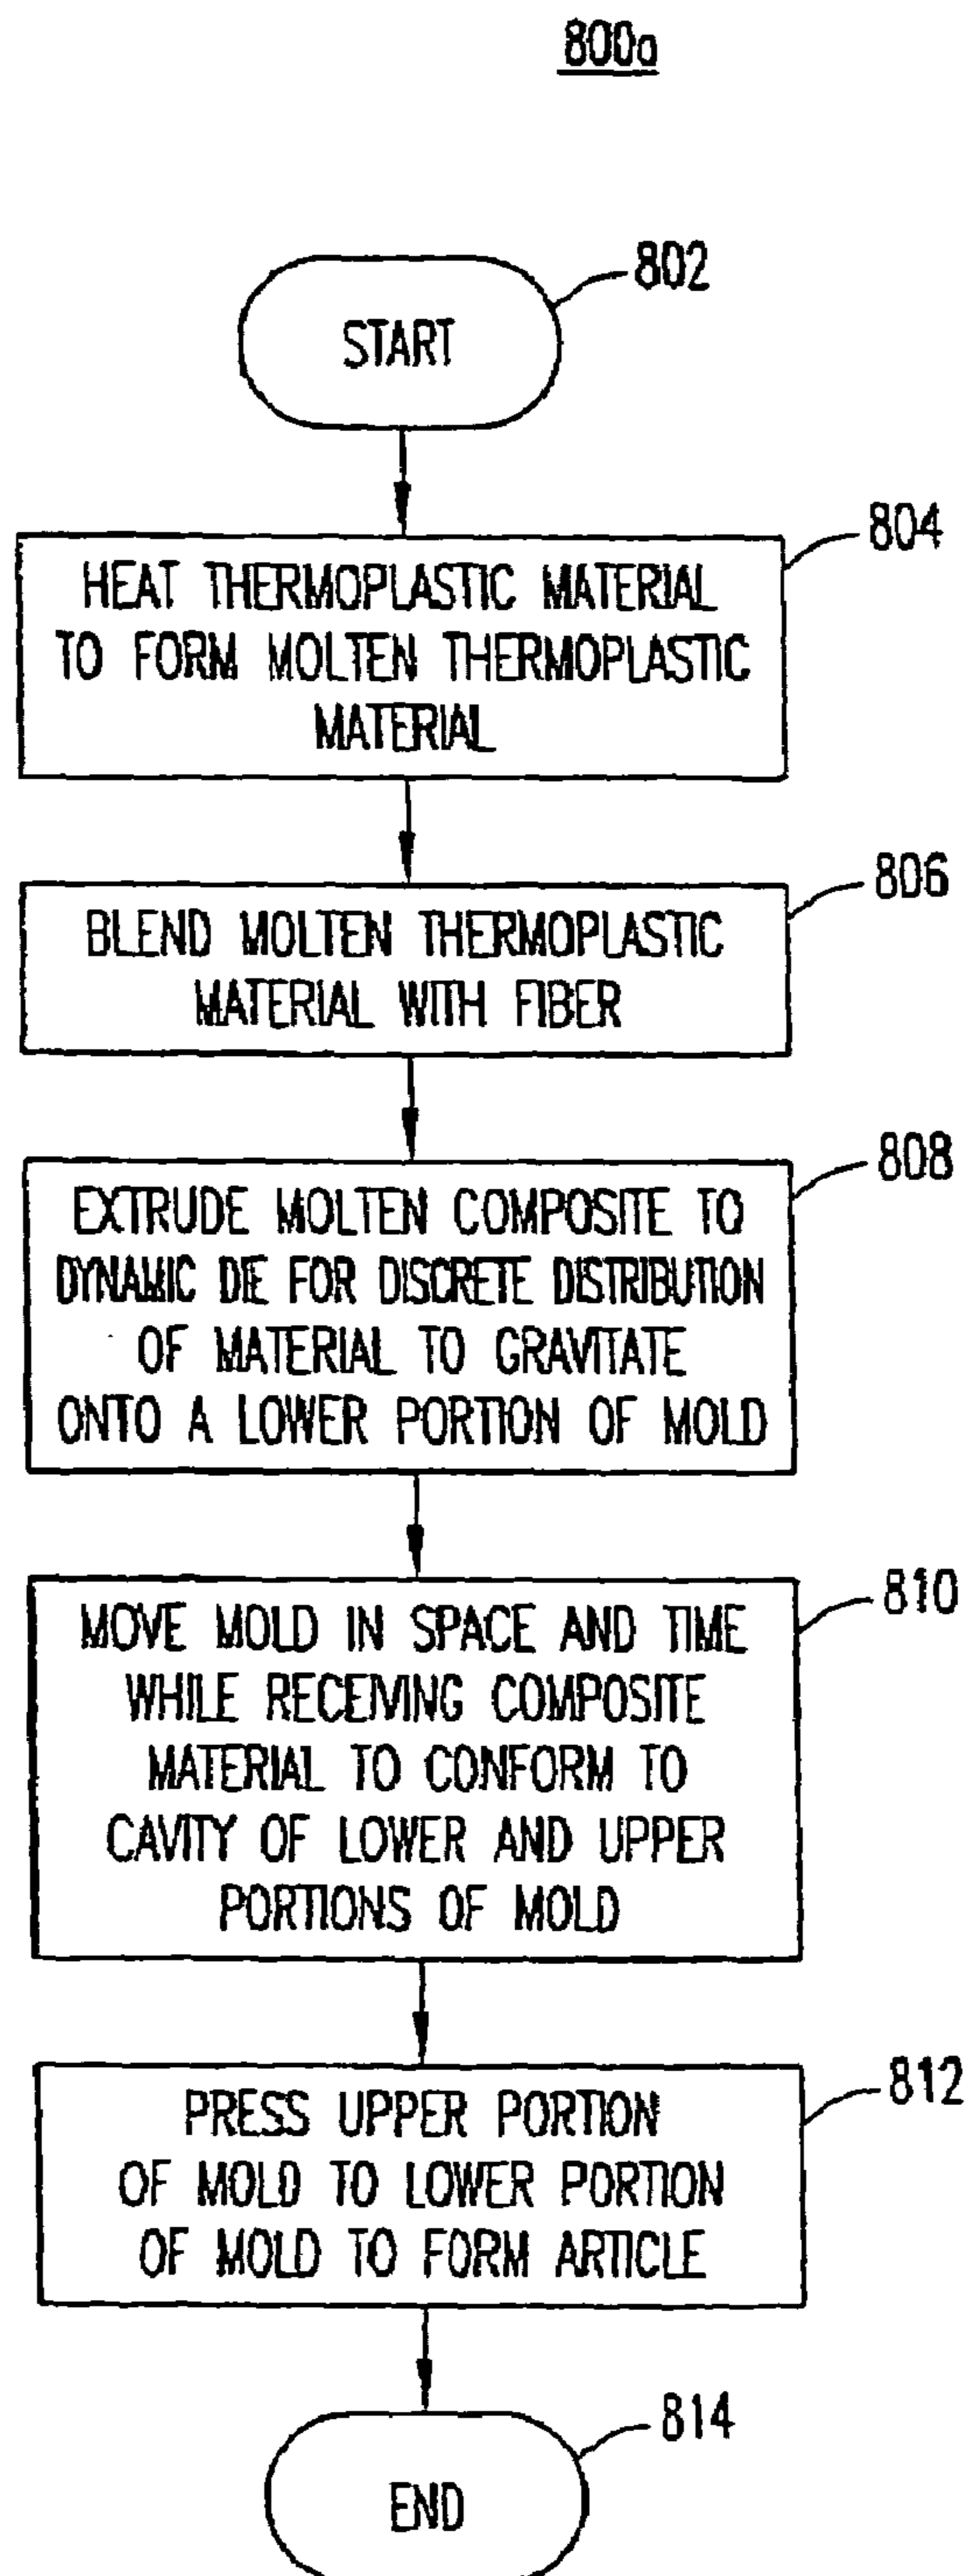 800a
802
START
804
HEAT THERMOPLASTIC MATERIAL
TO FORM MOLTEN THERMOPLASTIC
MATERIAL
806
BLEND MOLTEN THERMOPLASTIC
MATERIAL WITH FIBER
808
EXTRUDE MOLTEN COMPOSITE TO
DYNAMIC DIE FOR DISCRETE DISTRIBUTION
OF MATERIAL TO GRAVITATE
ONTO A LOWER PORTION OF MOLD
810
MOVE MOLD IN SPACE AND TIME
WHILE RECEIVING COMPOSITE
MATERIAL TO CONFORM TO
CAVITY OF LOWER AND UPPER
PORTIONS OF MOLD
812
PRESS UPPER PORTION
OF MOLD TO LOWER PORTION
OF MOLD TO FORM ARTICLE
814
END